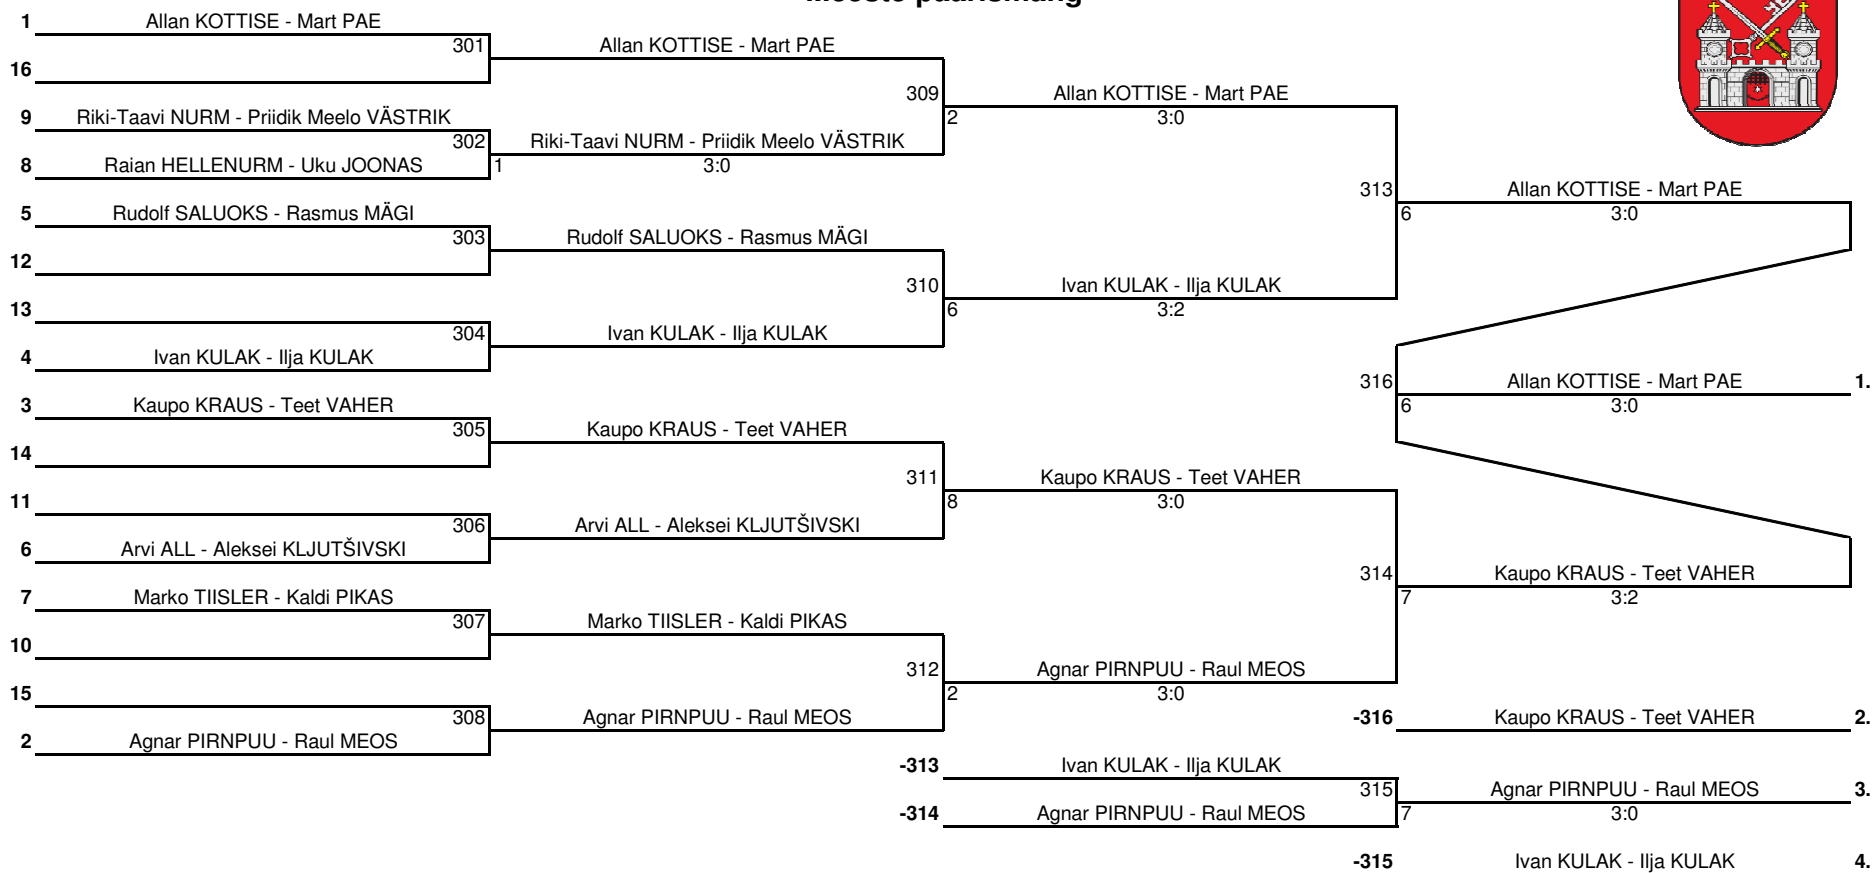 Meeste paarismäng
1 Allan KOTTISE - Mart PAE
301 Allan KOTTISE - Mart PAE
16
309 Allan KOTTISE - Mart PAE
2 3:0
9 Riki-Taavi NURM - Priidik Meelo VÄSTRIK
302 Riki-Taavi NURM - Priidik Meelo VÄSTRIK
8 Raian HELLENURM - Uku JOONAS
1 3:0
313 Allan KOTTISE - Mart PAE
6 3:0
5 Rudolf SALUOKS - Rasmus MÄGI
303 Rudolf SALUOKS - Rasmus MÄGI
12
310 Ivan KULAK - Ilja KULAK
6 3:2
13
304 Ivan KULAK - Ilja KULAK
4 Ivan KULAK - Ilja KULAK
316 Allan KOTTISE - Mart PAE 1.
6 3:0
3 Kaupo KRAUS - Teet VAHER
305 Kaupo KRAUS - Teet VAHER
14
311 Kaupo KRAUS - Teet VAHER
8 3:0
11
306 Arvi ALL - Aleksei KLJUTŠIVSKI
6 Arvi ALL - Aleksei KLJUTŠIVSKI
314 Kaupo KRAUS - Teet VAHER
7 3:2
7 Marko TIISLER - Kaldi PIKAS
307 Marko TIISLER - Kaldi PIKAS
10
312 Agnar PIRNPUU - Raul MEOS
2 3:0
15
308 Agnar PIRNPUU - Raul MEOS
2 Agnar PIRNPUU - Raul MEOS
-316 Kaupo KRAUS - Teet VAHER 2.
-313 Ivan KULAK - Ilja KULAK
315 Agnar PIRNPUU - Raul MEOS 3.
-314 Agnar PIRNPUU - Raul MEOS
7 3:0
-315 Ivan KULAK - Ilja KULAK 4.